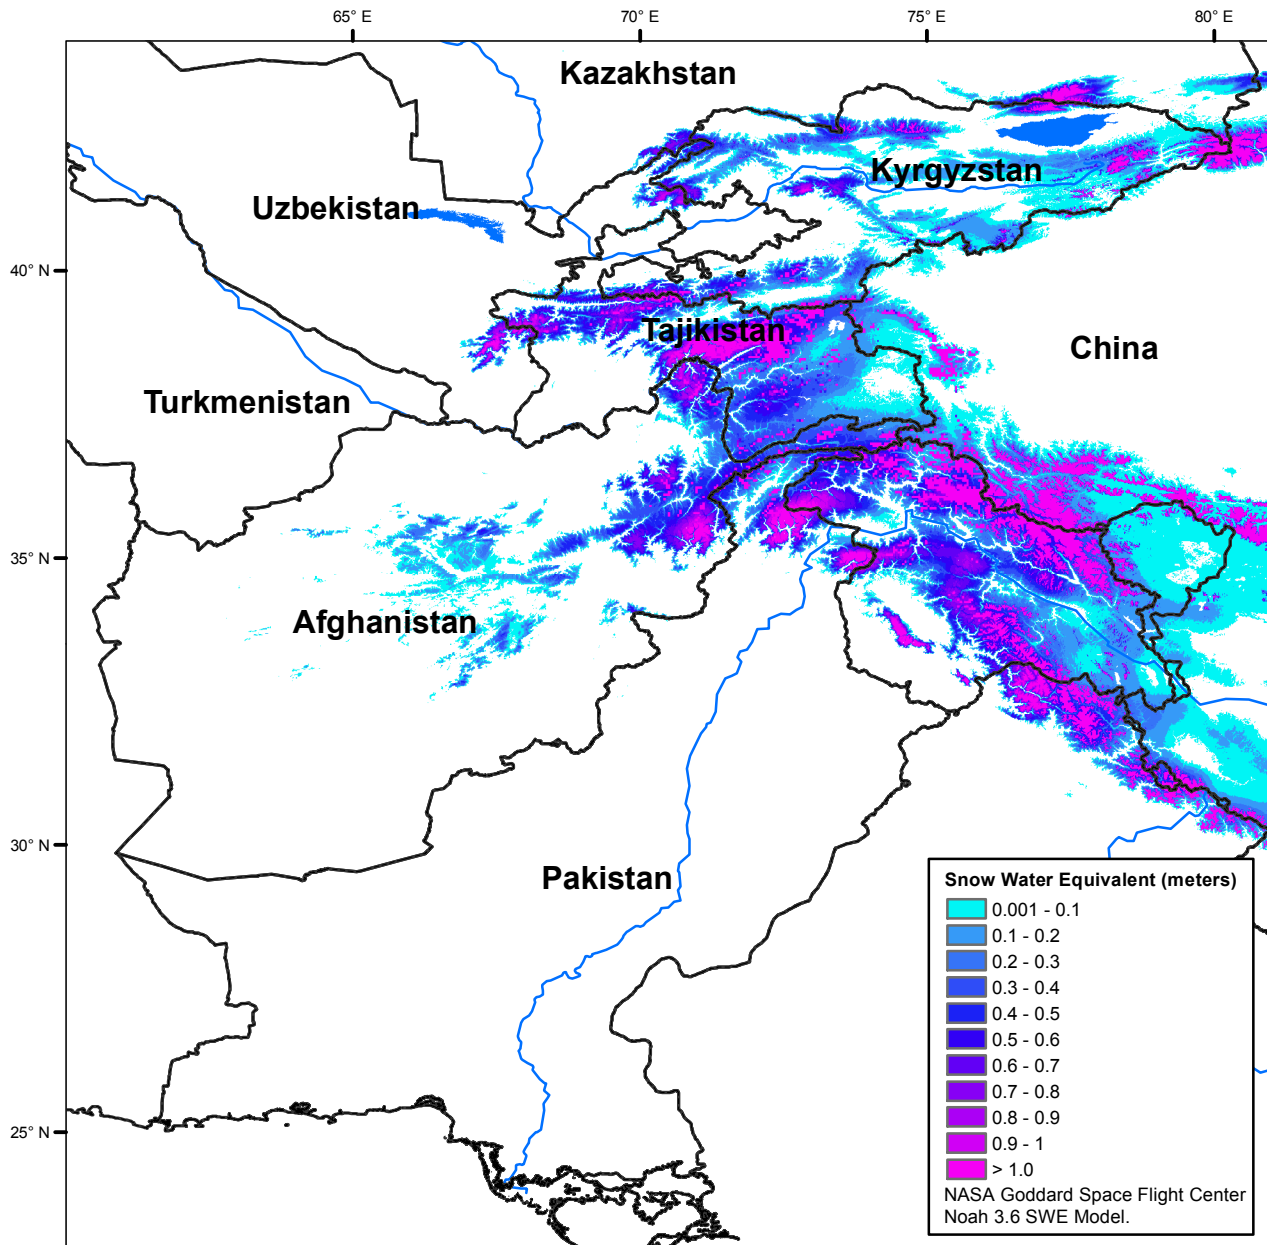 65° E
70° E
75° E
80° E
Kazakhstan
Kyrgyzstan
Uzbekistan
40° N
Tajikistan
China
Turkmenistan
35° N
Afghanistan
30° N
Pakistan
25° N
Snow Water Equivalent (meters)
0.001 - 0.1
0.1 - 0.2
0.2 - 0.3
0.3 - 0.4
0.4 - 0.5
0.5 - 0.6
0.6 - 0.7
0.7 - 0.8
0.8 - 0.9
0.9 - 1
> 1.0
NASA Goddard Space Flight Center
Noah 3.6 SWE Model.